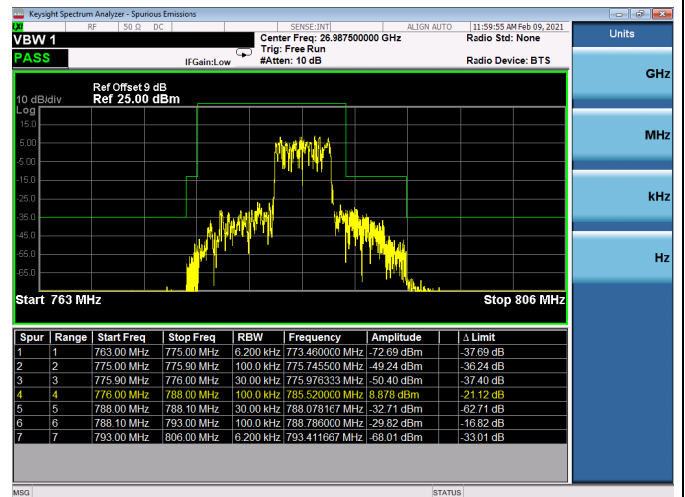 Keysight Spectrum Analyzer - Spurious Emissions
LXI RF 50 Ω DC SENSE:INT ALIGN AUTO 11:59:55 AM Feb 09, 2021
VBW 1 Center Freq: 26.987500000 GHz Radio Std: None
Trig: Free Run
PASS IFGain:Low #Atten: 10 dB Radio Device: BTS
Units
GHz
MHz
kHz
Hz
Ref Offset 9 dB
10 dB/div Ref 25.00 dBm
Log
15.0
5.00
-5.00
-15.0
-25.0
-35.0
-45.0
-55.0
-65.0
Start 763 MHz Stop 806 MHz
Spur Range Start Freq Stop Freq RBW Frequency Amplitude Δ Limit
1 1 763.00 MHz 775.00 MHz 6.200 kHz 773.460000 MHz -72.69 dBm -37.69 dB
2 2 775.00 MHz 775.90 MHz 100.0 kHz 775.745500 MHz -49.24 dBm -36.24 dB
3 3 775.90 MHz 776.00 MHz 30.00 kHz 775.976333 MHz -50.40 dBm -37.40 dB
4 4 776.00 MHz 788.00 MHz 100.0 kHz 785.520000 MHz 8.878 dBm -21.12 dB
5 5 788.00 MHz 788.10 MHz 30.00 kHz 788.078167 MHz -32.71 dBm -62.71 dB
6 6 788.10 MHz 793.00 MHz 100.0 kHz 788.786000 MHz -29.82 dBm -16.82 dB
7 7 793.00 MHz 806.00 MHz 6.200 kHz 793.411667 MHz -68.01 dBm -33.01 dB
MSG STATUS